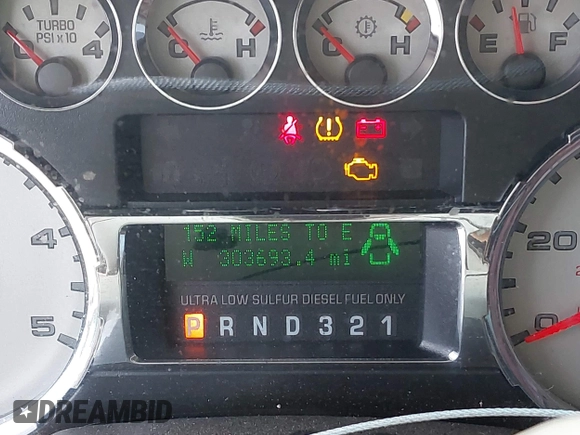 TURBO
PSI x 10
0 4
C H
C H
E F
152 MILES TO E
W 303693.4 mi
ULTRA LOW SULFUR DIESEL FUEL ONLY
P R N D 3 2 1
4
5
20
0
DREAMBID